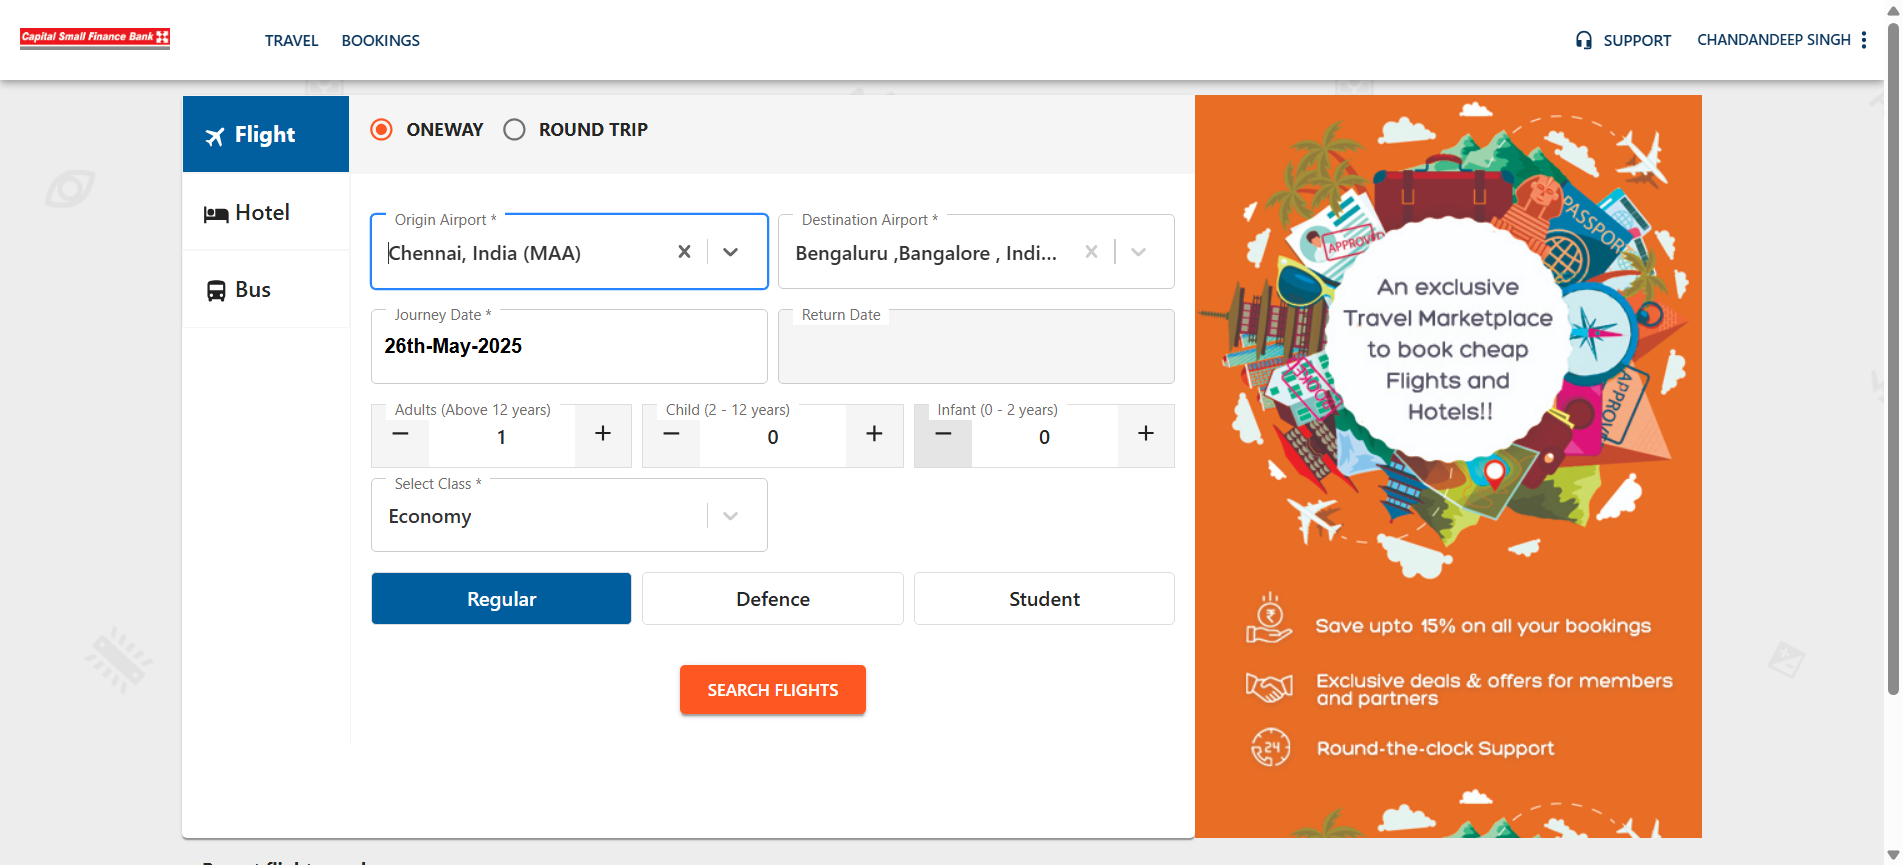 Capital Small Finance Bank
TRAVEL
BOOKINGS
SUPPORT
CHANDANDEEP SINGH
Flight
Hotel
Bus
ONEWAY
ROUND TRIP
Origin Airport *
Chennai, India (MAA)
Destination Airport *
Bengaluru ,Bangalore , Indi...
Journey Date *
26th-May-2025
Return Date
Adults (Above 12 years)
1
Child (2 - 12 years)
0
Infant (0 - 2 years)
0
Select Class *
Economy
Regular
Defence
Student
SEARCH FLIGHTS
APPROVED
PASSPORT
An exclusive
Travel Marketplace
to book cheap
Flights and
Hotels!!
Save upto 15% on all your bookings
Exclusive deals & offers for members
and partners
24
Round-the-clock Support